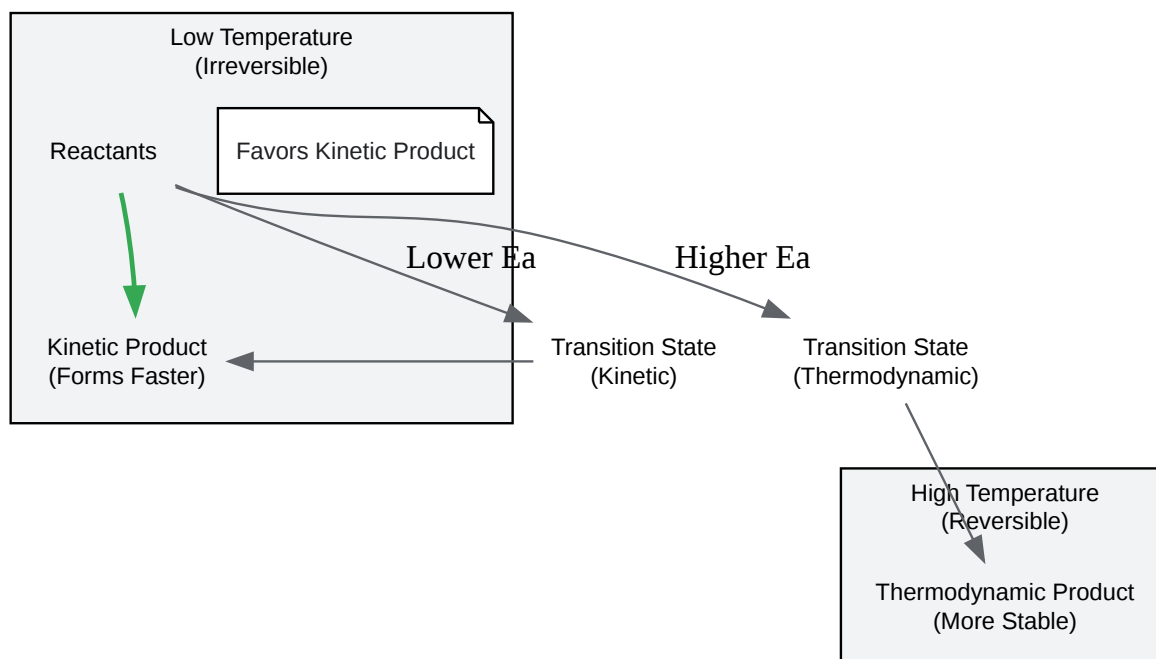 Low Temperature
(Irreversible)
Reactants
Favors Kinetic Product
Lower Ea
Higher Ea
Kinetic Product
(Forms Faster)
Transition State
(Kinetic)
Transition State
(Thermodynamic)
High Temperature
(Reversible)
Thermodynamic Product
(More Stable)